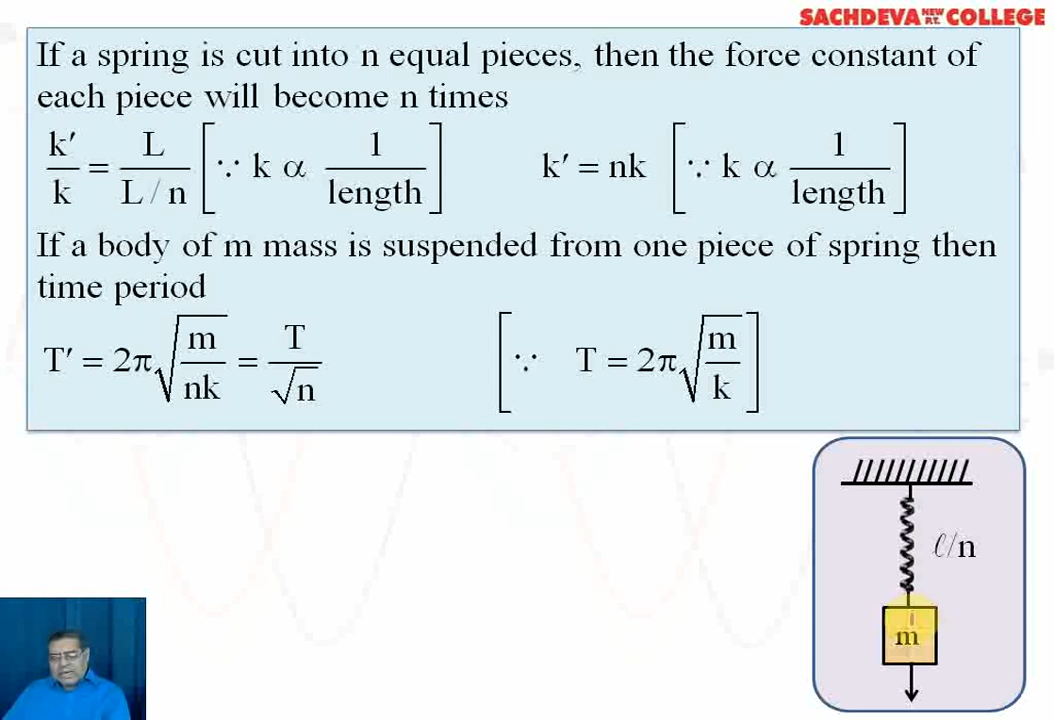 SACHDEVA NEW P.T. COLLEGE
If a spring is cut into n equal pieces, then the force constant of
each piece will become n times
k′/k = L/(L / n) [∵ k α 1/length] k′ = nk [∵ k α 1/length]
If a body of m mass is suspended from one piece of spring then
time period
T′ = 2π√(m/nk) = T/√n [∵ T = 2π√(m/k)]
ℓ/n
m